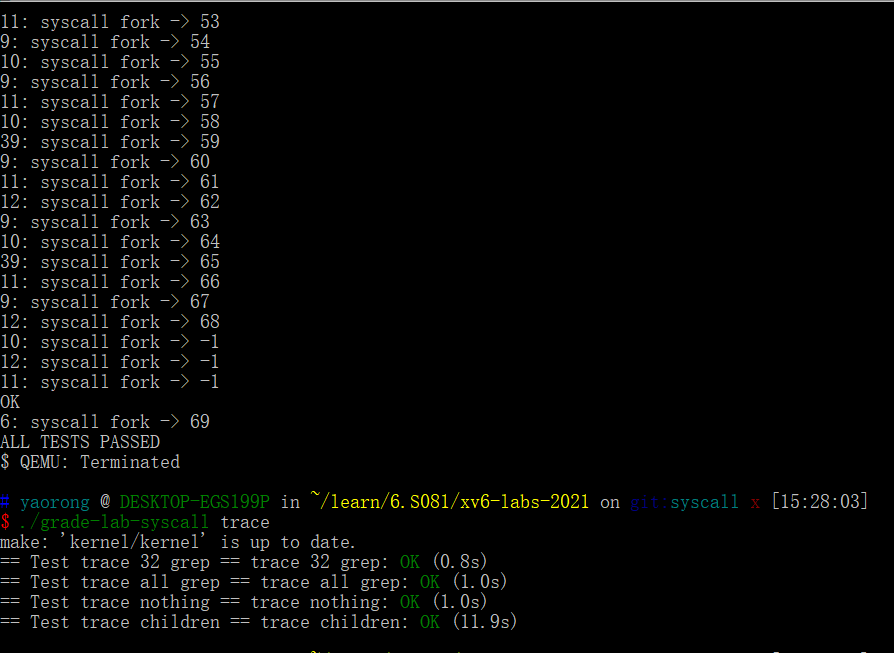 11: syscall fork -> 53
9: syscall fork -> 54
10: syscall fork -> 55
9: syscall fork -> 56
11: syscall fork -> 57
10: syscall fork -> 58
39: syscall fork -> 59
9: syscall fork -> 60
11: syscall fork -> 61
12: syscall fork -> 62
9: syscall fork -> 63
10: syscall fork -> 64
39: syscall fork -> 65
11: syscall fork -> 66
9: syscall fork -> 67
12: syscall fork -> 68
10: syscall fork -> -1
12: syscall fork -> -1
11: syscall fork -> -1
OK
6: syscall fork -> 69
ALL TESTS PASSED
$ QEMU: Terminated
# yaorong @ DESKTOP-EGS199P in ~/learn/6.S081/xv6-labs-2021 on git:syscall x [15:28:03]
$ ./grade-lab-syscall trace
make: 'kernel/kernel' is up to date.
== Test trace 32 grep == trace 32 grep: OK (0.8s)
== Test trace all grep == trace all grep: OK (1.0s)
== Test trace nothing == trace nothing: OK (1.0s)
== Test trace children == trace children: OK (11.9s)